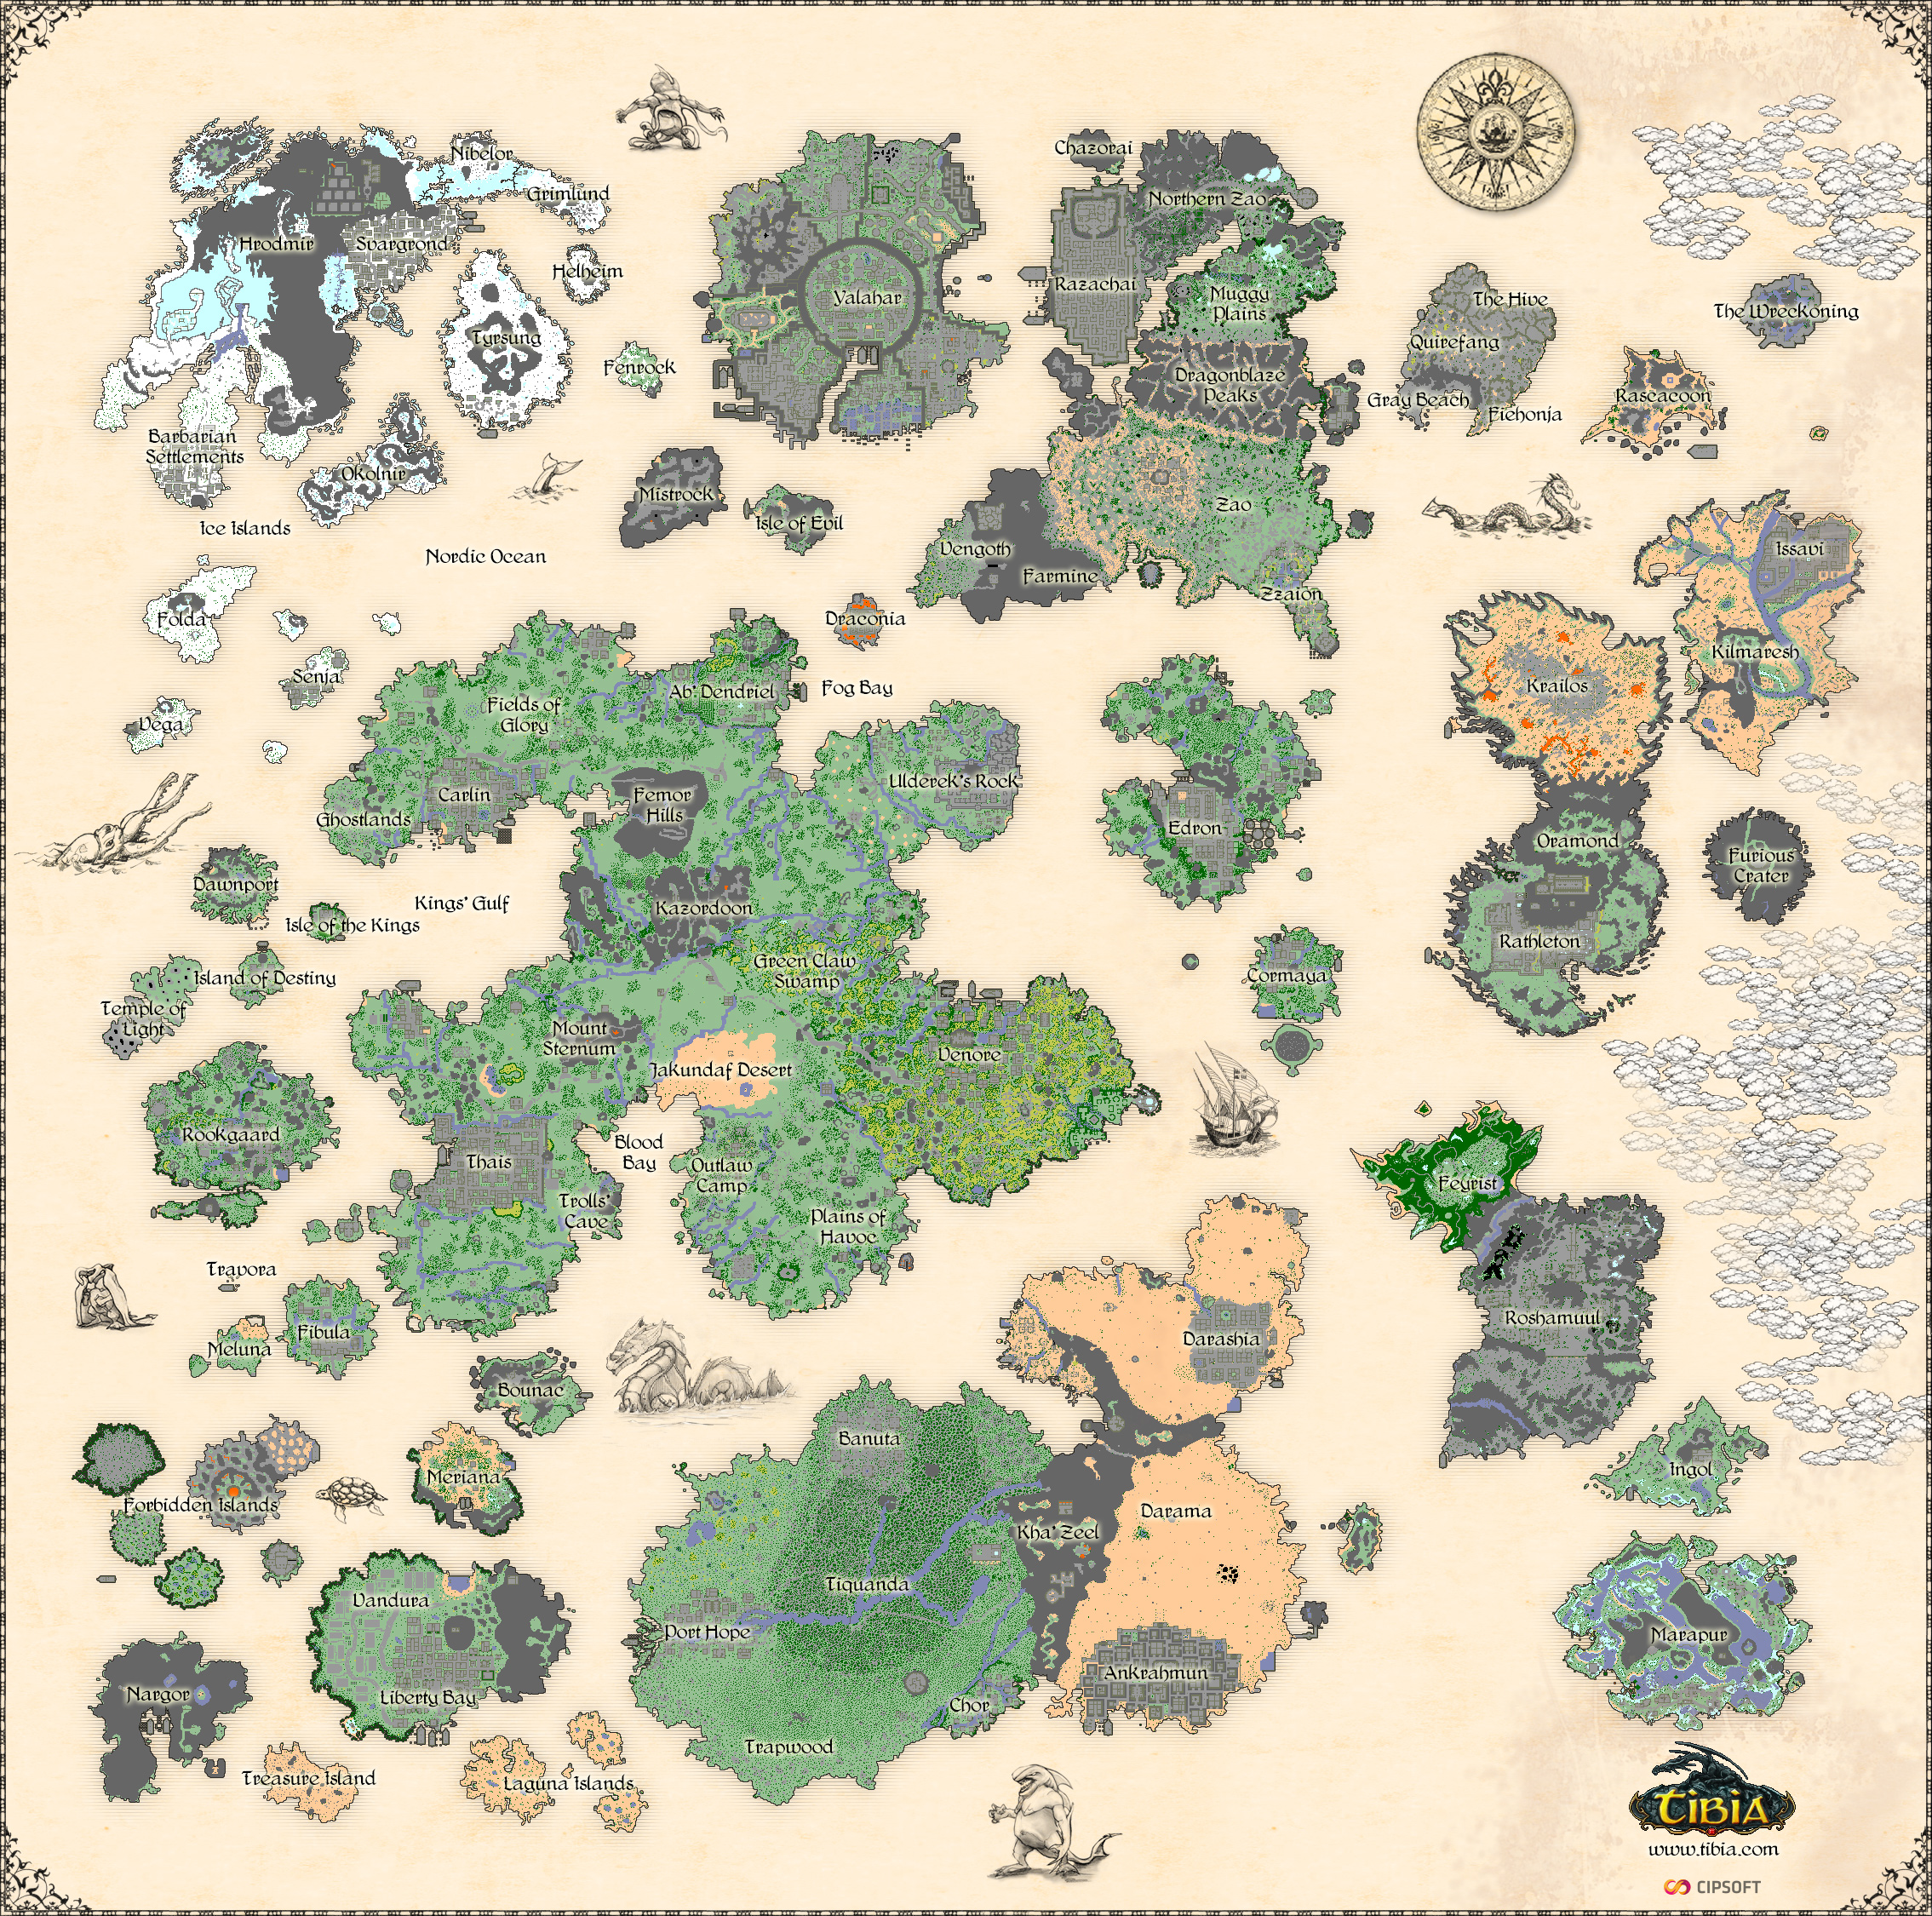 Nibelor
Grimlund
Hrodmir
Svargrond
Helheim
Tyrsung
Fenrock
Barbarian
Settlements
Okolnir
Ice Islands
Nordic Ocean
Yalahar
Mistrock
Isle of Evil
Chazorai
Northern Zao
Razachai
Muggy
Plains
Dragonblaze
Peaks
Zao
Vengoth
Farmine
Zzaion
The Hive
Quirefang
Gray Beach
Fiehonja
The Wreckoning
Rascacoon
Issavi
Kilmaresh
Krailos
Folda
Senja
Vega
Draconia
Fog Bay
Fields of
Glory
Ab'Dendriel
Ulderek's Rock
Carlin
Femor
Hills
Ghostlands
Edron
Oramond
Furious
Crater
Rathleton
Dawnport
Isle of the Kings
Kings' Gulf
Kazordoon
Green Claw
Swamp
Cormaya
Island of Destiny
Temple of
Light
Mount
Sternum
Jakundaf Desert
Venore
Rookgaard
Thais
Blood
Bay
Outlaw
Camp
Trolls'
Cave
Plains of
Havoc
Feyrist
Roshamuul
Travora
Fibula
Meluna
Bounac
Darashia
Banuta
Meriana
Forbidden Islands
Kha'Zeel
Darama
Ingol
Tiquanda
Vandura
Port Hope
Marapur
Ankrahmun
Nargor
Liberty Bay
Chor
Trapwood
Treasure Island
Laguna Islands
TIBIA
www.tibia.com
CIPSOFT